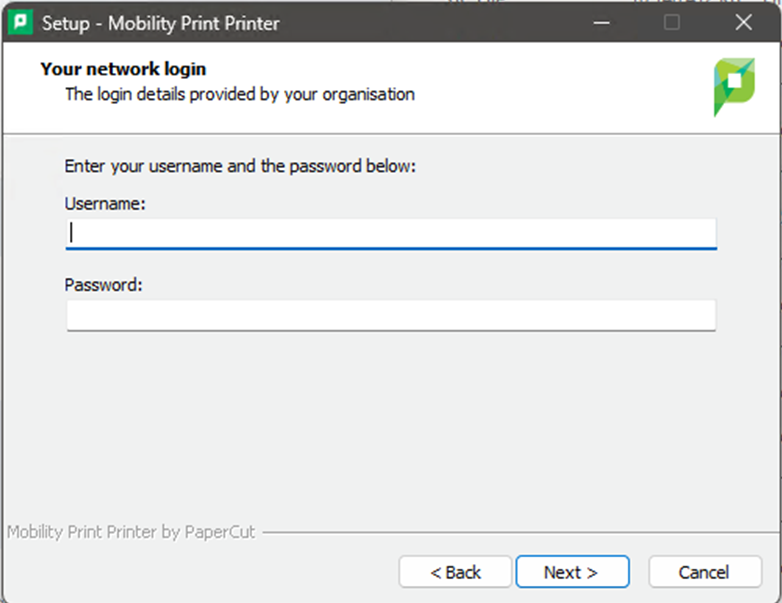 Setup - Mobility Print Printer
Your network login
The login details provided by your organisation
Enter your username and the password below:
Username:
Password:
Mobility Print Printer by PaperCut
< Back Next > Cancel